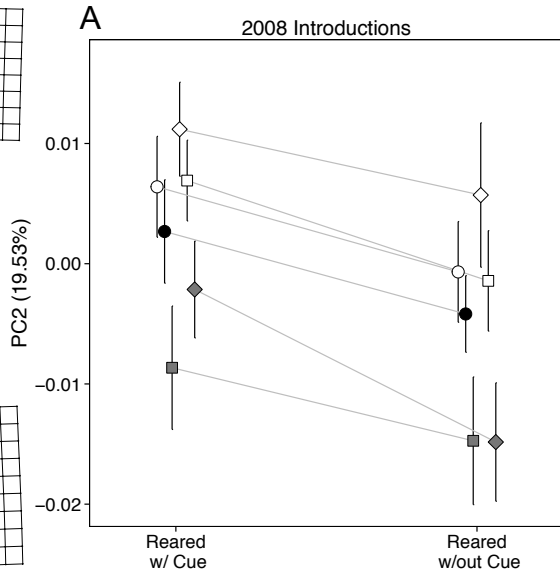 A
2008 Introductions
0.01
0.00
−0.01
−0.02
PC2 (19.53%)
Reared
w/ Cue
Reared
w/out Cue